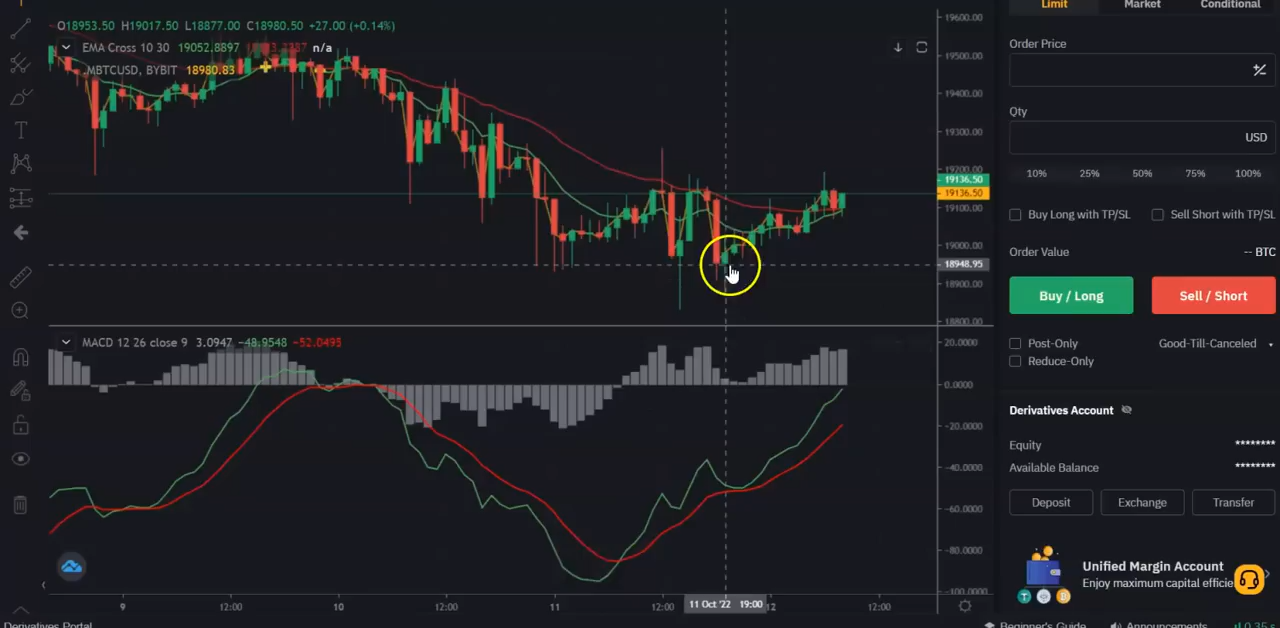 O18953.50 H19017.50 L18877.00 C18980.50 +27.00 (+0.14%)
EMA Cross 10 30 19052.8897 n/a
.MBTCUSD, BYBIT 18980.83
19600.00
19500.00
19400.00
19300.00
19200.00
19136.50
19136.50
19100.00
19000.00
18948.95
18900.00
18800.00
MACD 12 26 close 9 3.0947 −48.9548 −52.0495
20.0000
0.0000
−20.0000
−40.0000
−60.0000
−80.0000
−100.0000
9
12:00
10
12:00
11
12:00
11 Oct '22 19:00
12
12:00
Limit Market Conditional
Order Price
Qty
USD
10% 25% 50% 75% 100%
Buy Long with TP/SL Sell Short with TP/SL
Order Value -- BTC
Buy / Long Sell / Short
Post-Only Good-Till-Canceled
Reduce-Only
Derivatives Account
Equity ********
Available Balance ********
Deposit Exchange Transfer
Unified Margin Account
Enjoy maximum capital efficie
Derivatives Portal
Beginner's Guide Announcements 0.35 s